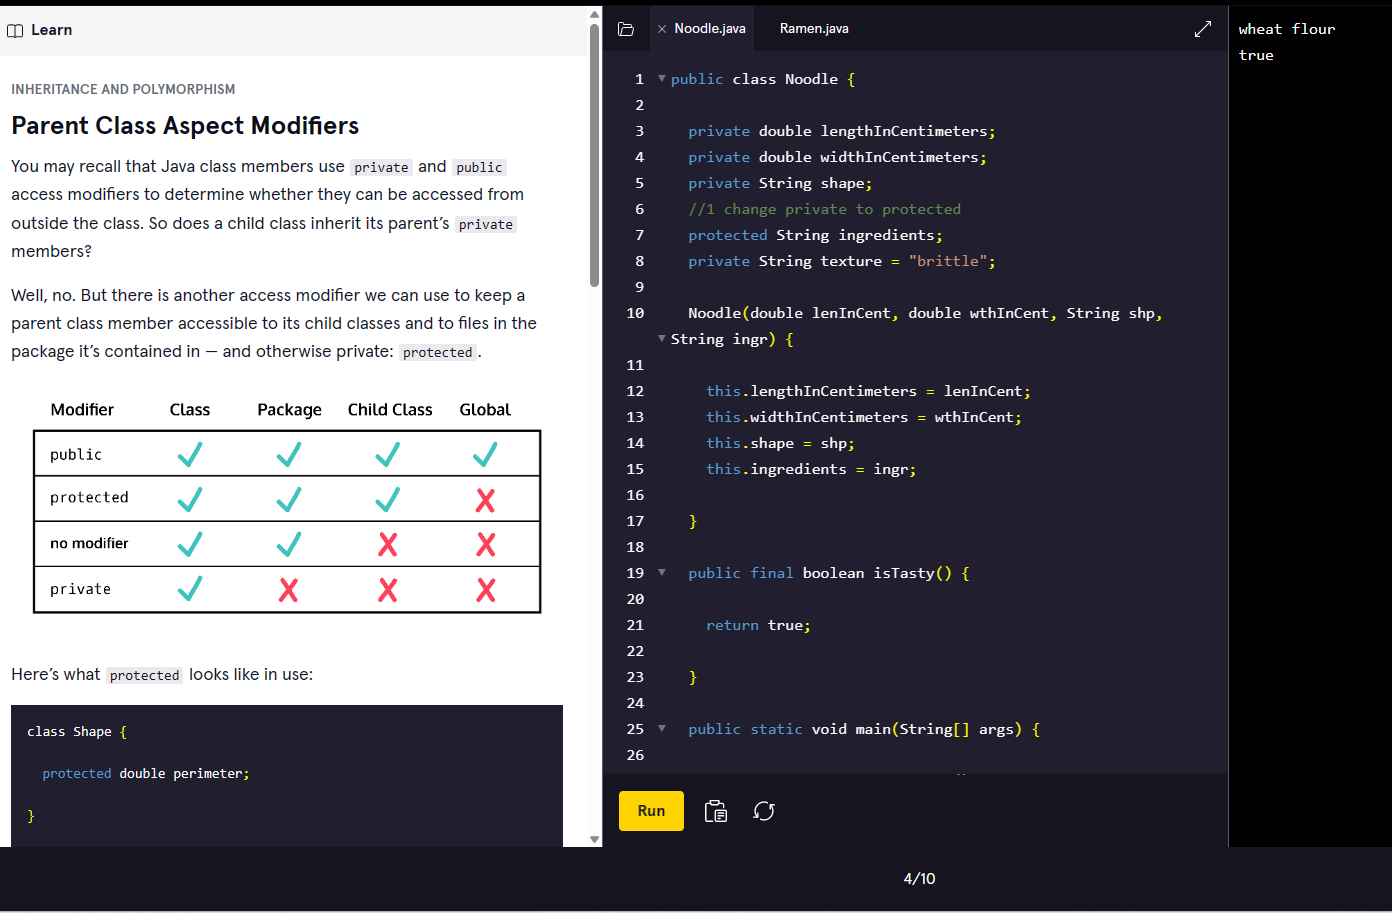 Learn
INHERITANCE AND POLYMORPHISM
Parent Class Aspect Modifiers
You may recall that Java class members use private and public
access modifiers to determine whether they can be accessed from
outside the class. So does a child class inherit its parent’s private
members?
Well, no. But there is another access modifier we can use to keep a
parent class member accessible to its child classes and to files in the
package it’s contained in — and otherwise private: protected.
Modifier Class Package Child Class Global
public
protected
no modifier
private
Here’s what protected looks like in use:
class Shape {
protected double perimeter;
}
Noodle.java Ramen.java
1 public class Noodle {
2
3 private double lengthInCentimeters;
4 private double widthInCentimeters;
5 private String shape;
6 //1 change private to protected
7 protected String ingredients;
8 private String texture = "brittle";
9
10 Noodle(double lenInCent, double wthInCent, String shp,
String ingr) {
11
12 this.lengthInCentimeters = lenInCent;
13 this.widthInCentimeters = wthInCent;
14 this.shape = shp;
15 this.ingredients = ingr;
16
17 }
18
19 public final boolean isTasty() {
20
21 return true;
22
23 }
24
25 public static void main(String[] args) {
26
Run
wheat flour
true
4/10